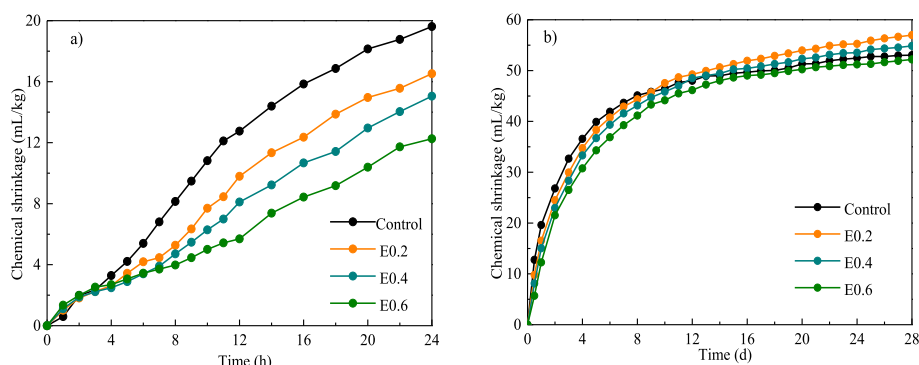 a)
Chemical shrinkage (mL/kg)
20
16
12
8
4
0
0 4 8 12 16 20 24
Time (h)
Control
E0.2
E0.4
E0.6
b)
Chemical shrinkage (mL/kg)
60
50
40
30
20
10
0
0 4 8 12 16 20 24 28
Time (d)
Control
E0.2
E0.4
E0.6